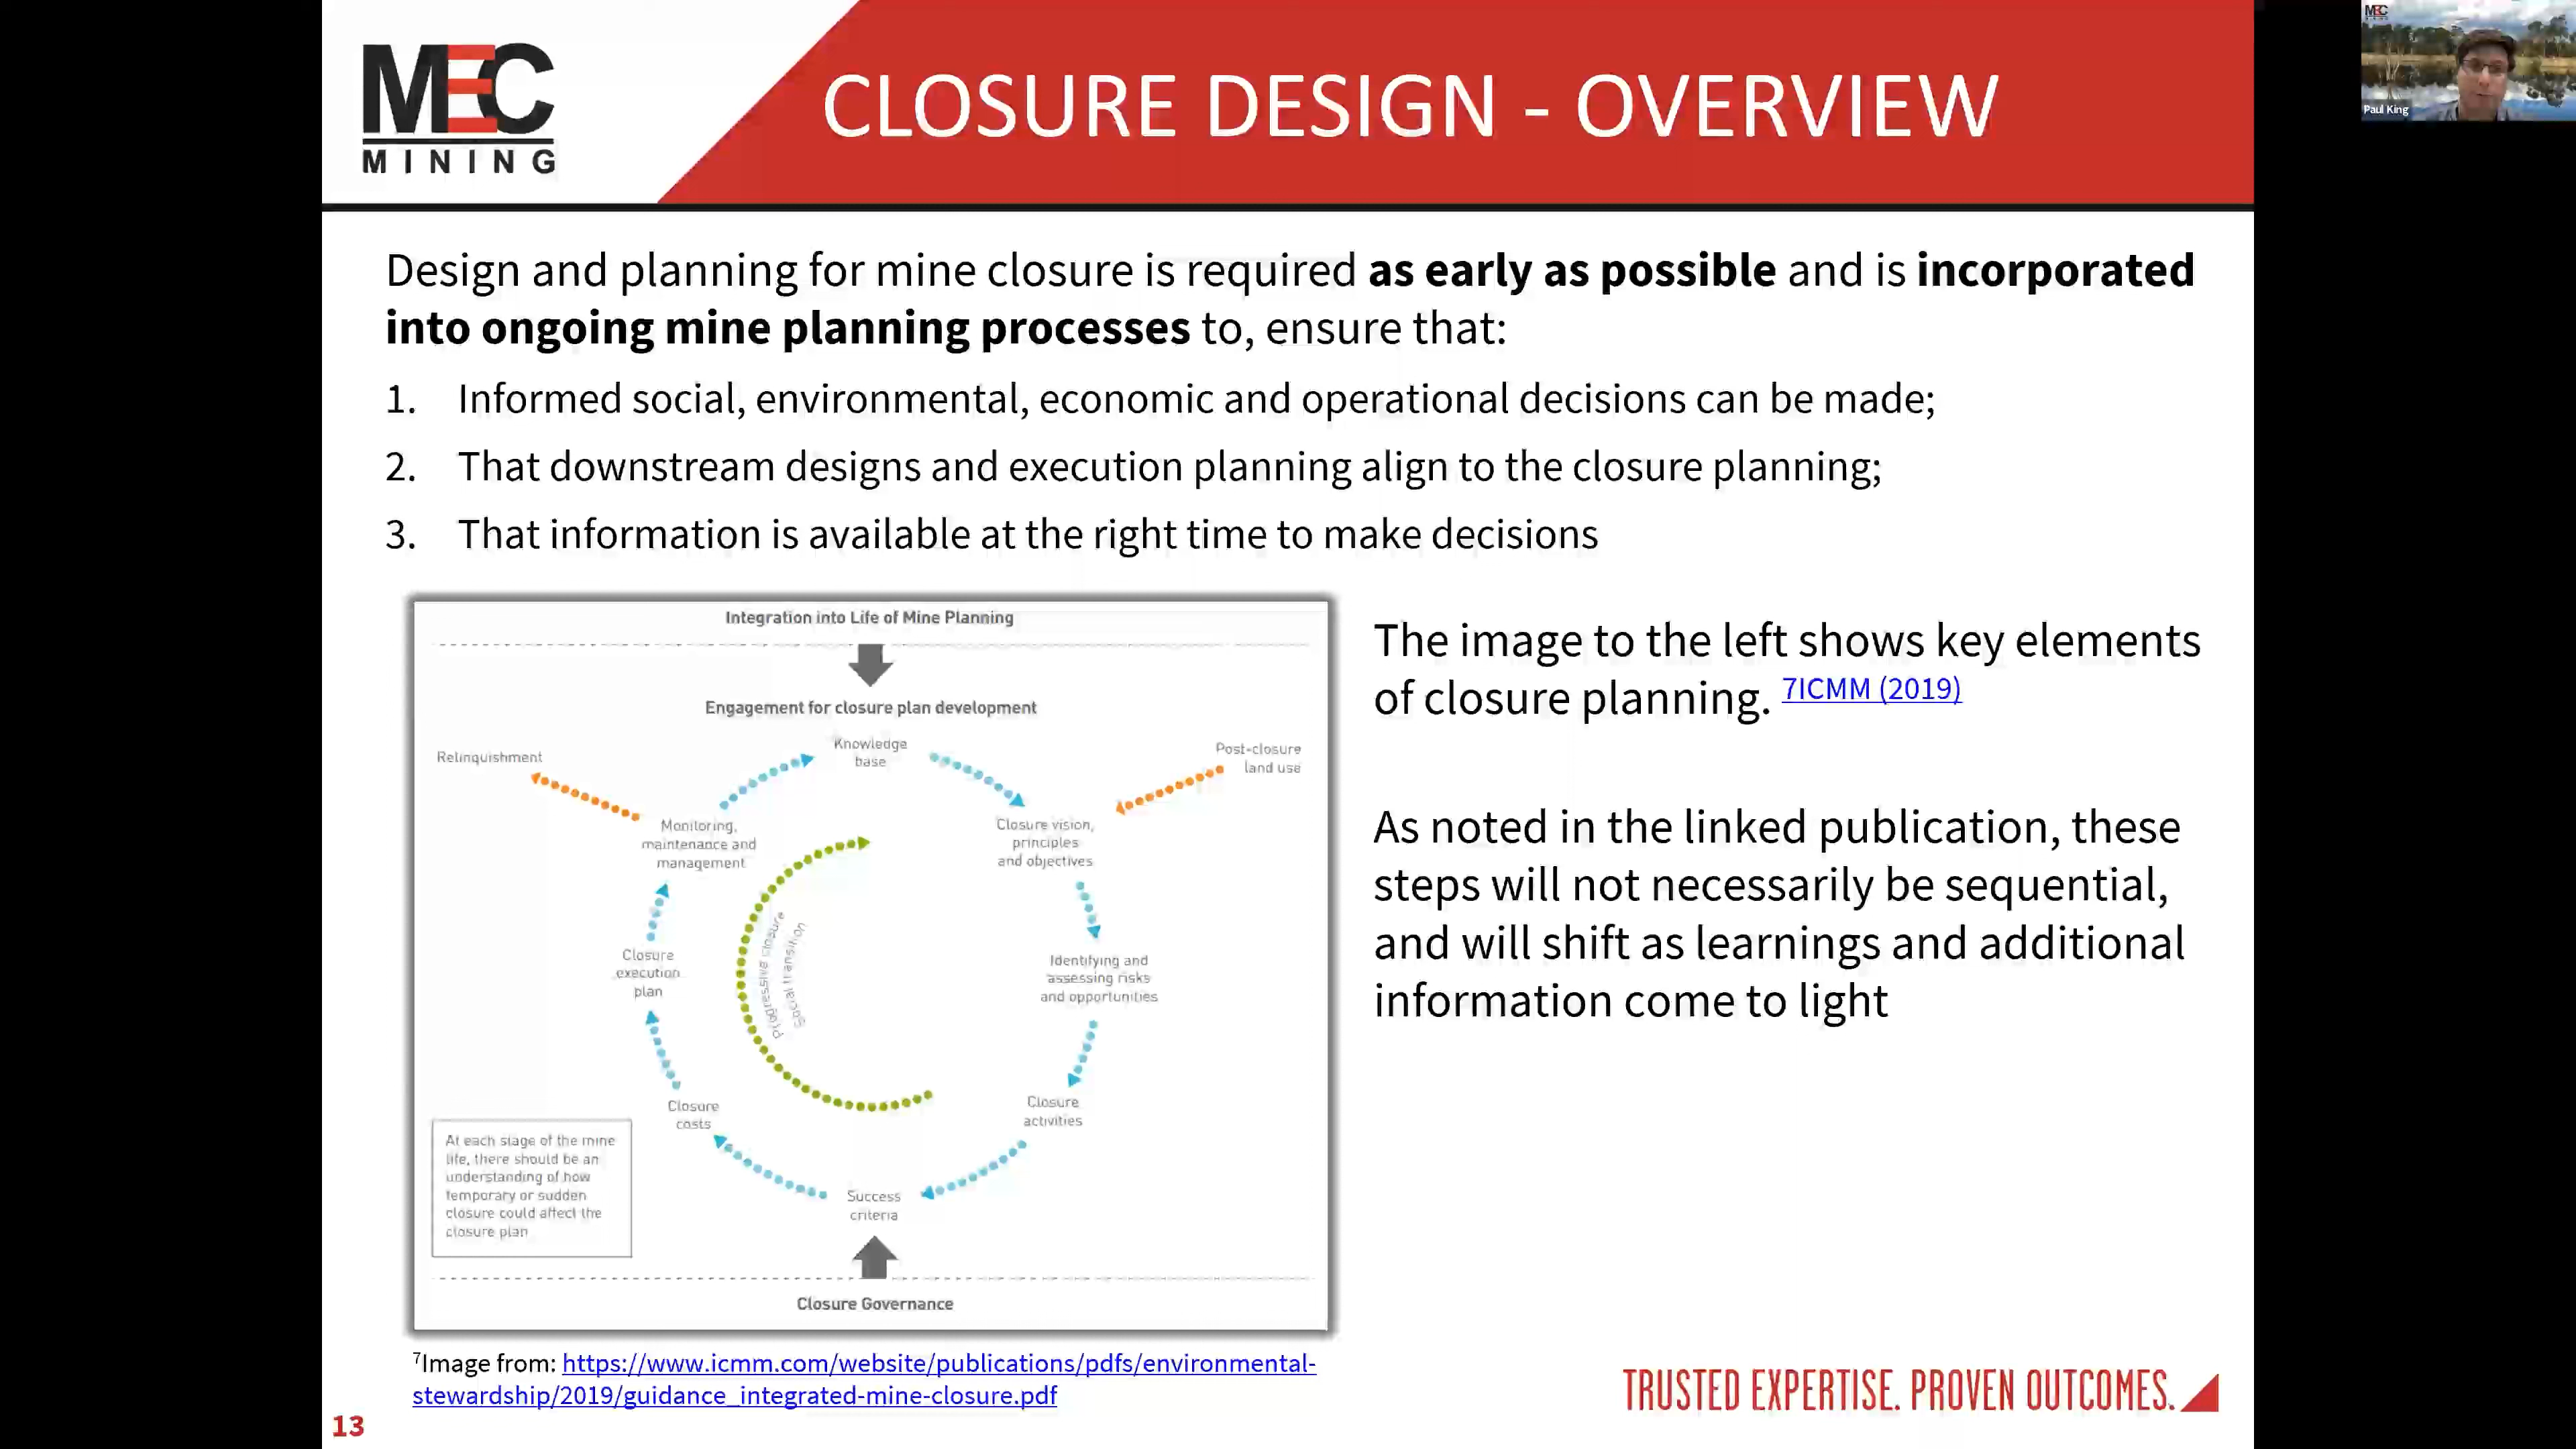 MEC
MINING
CLOSURE DESIGN - OVERVIEW
MEC
Paul King
Design and planning for mine closure is required as early as possible and is incorporated
into ongoing mine planning processes to, ensure that:
1. Informed social, environmental, economic and operational decisions can be made;
2. That downstream designs and execution planning align to the closure planning;
3. That information is available at the right time to make decisions
Integration into Life of Mine Planning
Engagement for closure plan development
Knowledge
base
Relinquishment
Post-closure
land use
Monitoring,
maintenance and
management
Closure vision,
principles
and objectives
Progressive closure
Social transition
Closure
execution
plan
Identifying and
assessing risks
and opportunities
Closure
costs
Closure
activities
Success
criteria
At each stage of the mine
life, there should be an
understanding of how
temporary or sudden
closure could affect the
closure plan
Closure Governance
The image to the left shows key elements
of closure planning. 7ICMM (2019)
As noted in the linked publication, these
steps will not necessarily be sequential,
and will shift as learnings and additional
information come to light
7Image from: https://www.icmm.com/website/publications/pdfs/environmental-
stewardship/2019/guidance_integrated-mine-closure.pdf
TRUSTED EXPERTISE. PROVEN OUTCOMES.
13